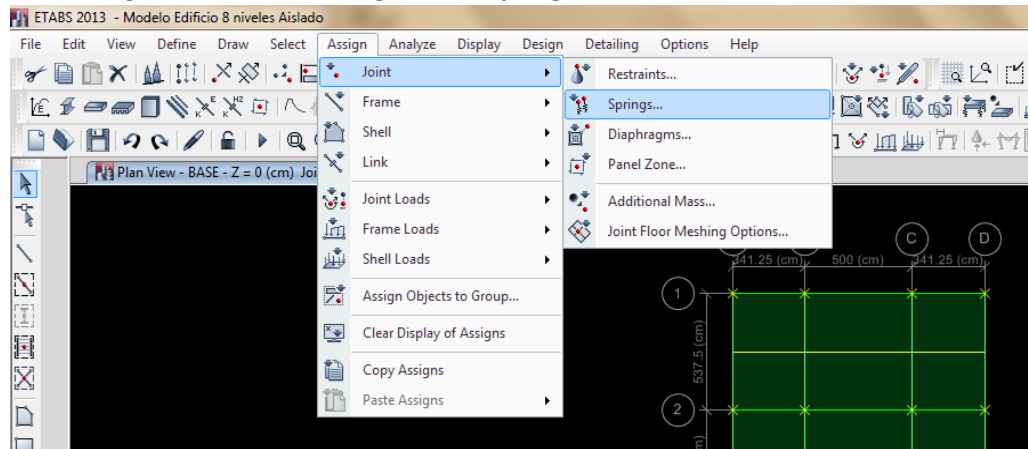 ETABS 2013 - Modelo Edificio 8 niveles Aislado
File Edit View Define Draw Select Assign Analyze Display Design Detailing Options Help
Joint
Frame
Shell
Link
Joint Loads
Frame Loads
Shell Loads
Assign Objects to Group...
Clear Display of Assigns
Copy Assigns
Paste Assigns
Restraints...
Springs...
Diaphragms...
Panel Zone...
Additional Mass...
Joint Floor Meshing Options...
Plan View - BASE - Z = 0 (cm) Joi
C D
341.25 (cm) 500 (cm) 341.25 (cm)
1
537.5 (cm)
2